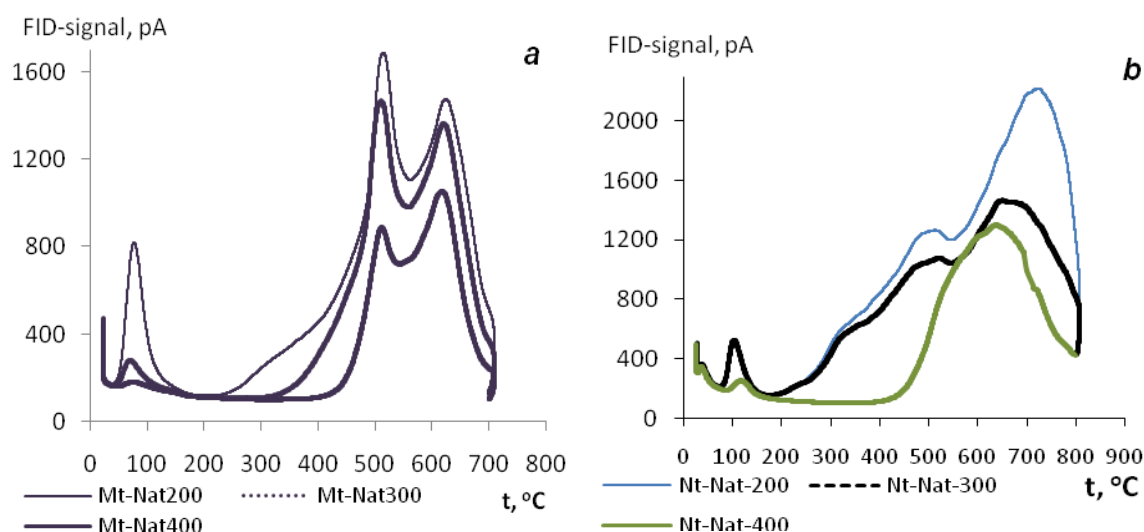 FID-signal, pA
a
1600
1200
800
400
0
0 100 200 300 400 500 600 700 800
t, °C
Mt-Nat200 Mt-Nat300
Mt-Nat400
FID-signal, pA
b
2000
1600
1200
800
400
0
0 100 200 300 400 500 600 700 800 900
t, °C
Nt-Nat-200 Nt-Nat-300
Nt-Nat-400